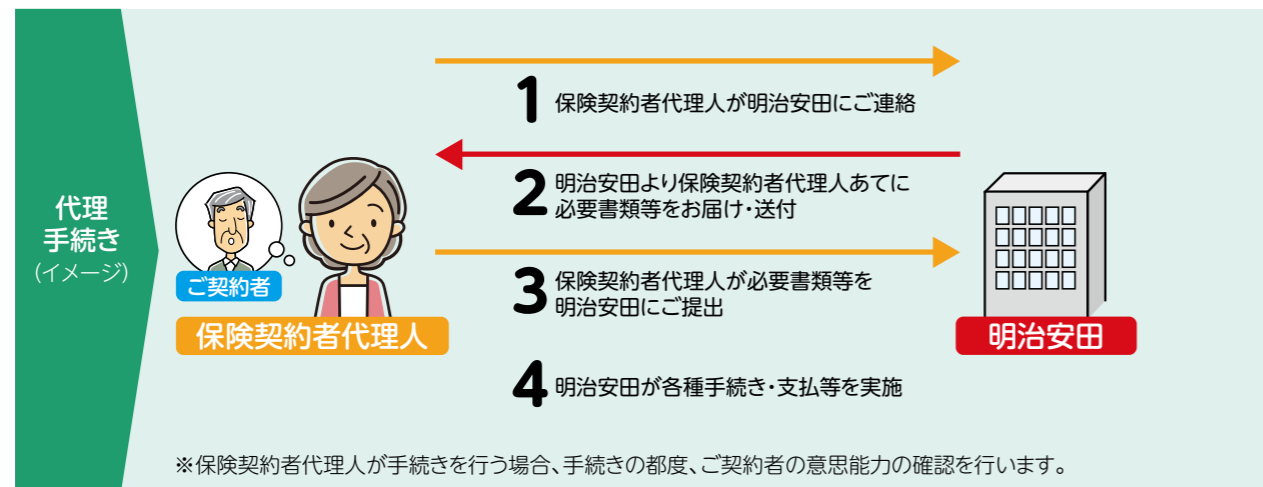 代理
手続き
(イメージ)
1 保険契約者代理人が明治安田にご連絡
2 明治安田より保険契約者代理人あてに
必要書類等をお届け・送付
3 保険契約者代理人が必要書類等を
明治安田にご提出
4 明治安田が各種手続き・支払等を実施
ご契約者
保険契約者代理人
明治安田
※保険契約者代理人が手続きを行う場合、手続きの都度、ご契約者の意思能力の確認を行います。